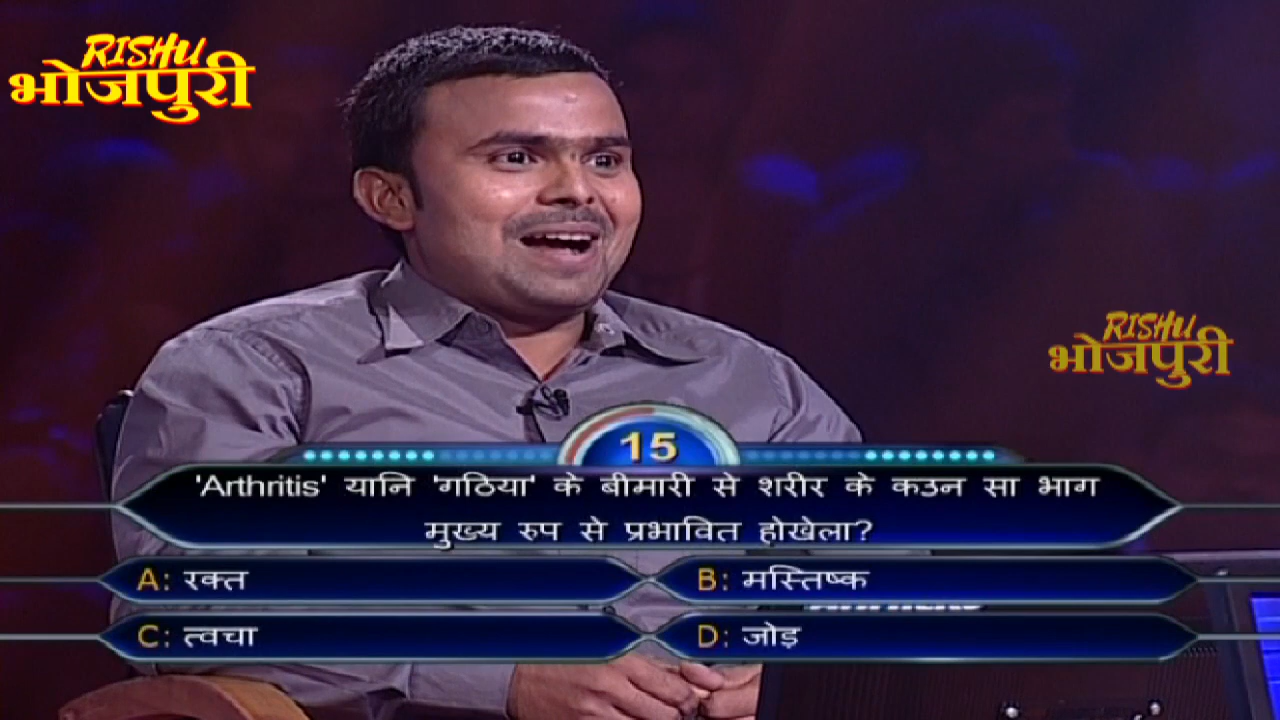 RISHU
भोजपुरी
RISHU
भोजपुरी
15
'Arthritis' यानि 'गठिया' के बीमारी से शरीर के कउन सा भाग
मुख्य रुप से प्रभावित होखेला?
A: रक्त
B: मस्तिष्क
C: त्वचा
D: जोड़